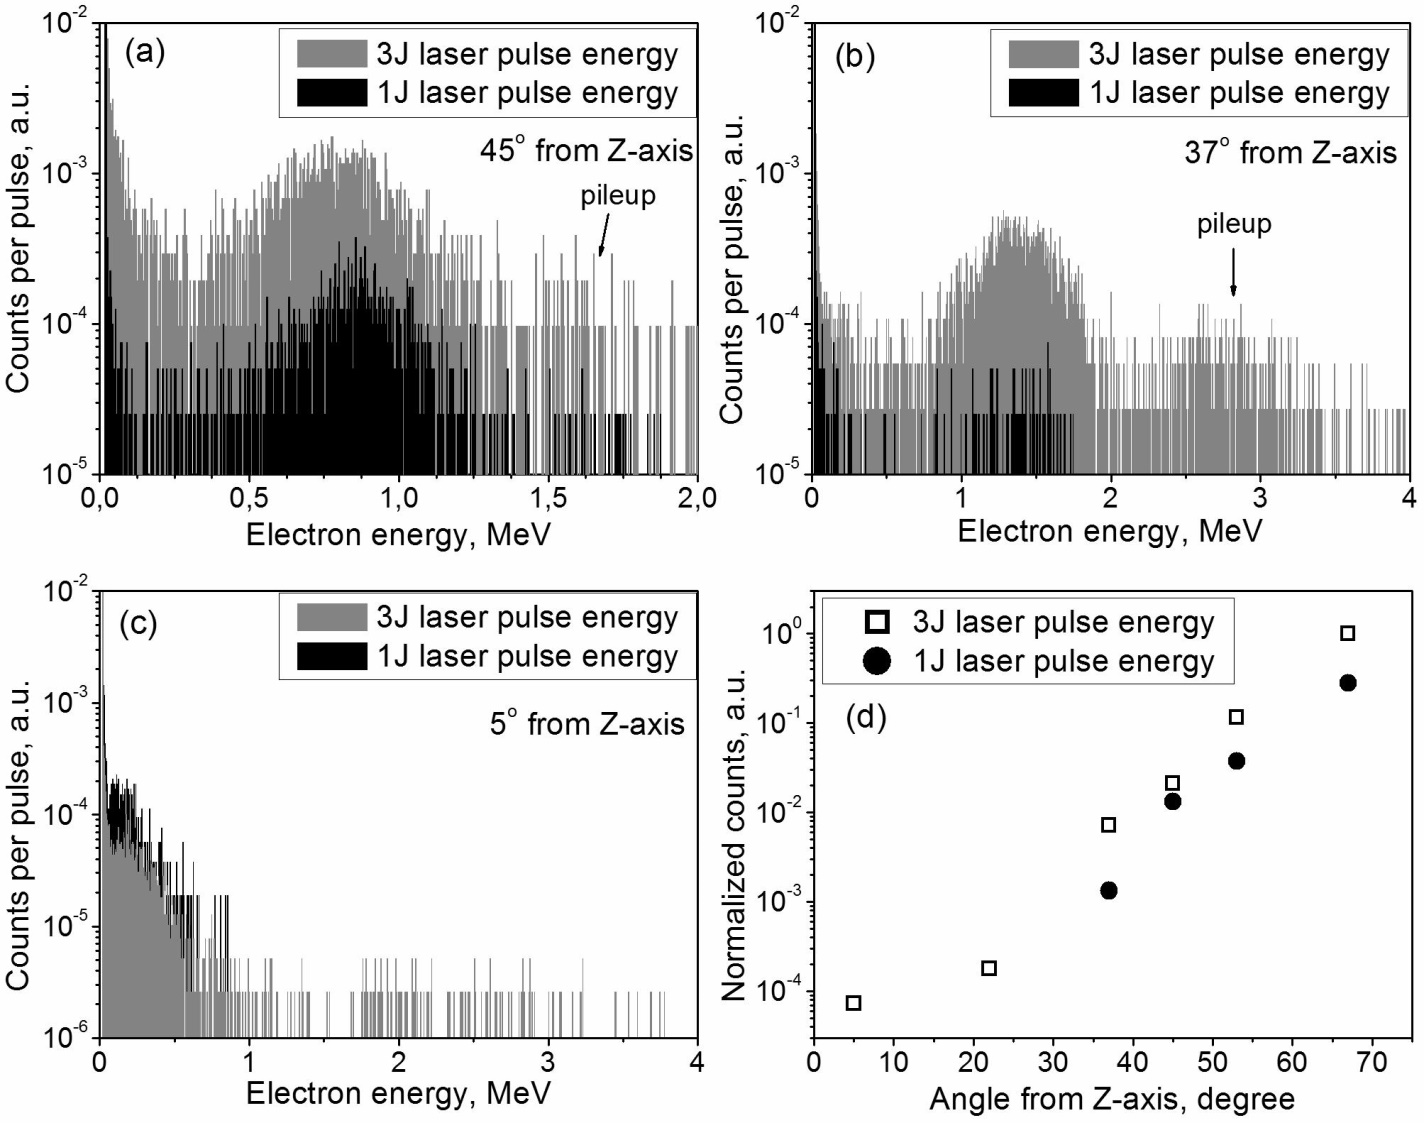 (a)
3J laser pulse energy
1J laser pulse energy
45° from Z-axis
pileup
Counts per pulse, a.u.
10⁻²
10⁻³
10⁻⁴
10⁻⁵
0,0 0,5 1,0 1,5 2,0
Electron energy, MeV
(b)
3J laser pulse energy
1J laser pulse energy
37° from Z-axis
pileup
Counts per pulse, a.u.
10⁻²
10⁻³
10⁻⁴
10⁻⁵
0 1 2 3 4
Electron energy, MeV
(c)
3J laser pulse energy
1J laser pulse energy
5° from Z-axis
Counts per pulse, a.u.
10⁻²
10⁻³
10⁻⁴
10⁻⁵
10⁻⁶
0 1 2 3 4
Electron energy, MeV
3J laser pulse energy
1J laser pulse energy
(d)
Normalized counts, a.u.
10⁰
10⁻¹
10⁻²
10⁻³
10⁻⁴
0 10 20 30 40 50 60 70
Angle from Z-axis, degree